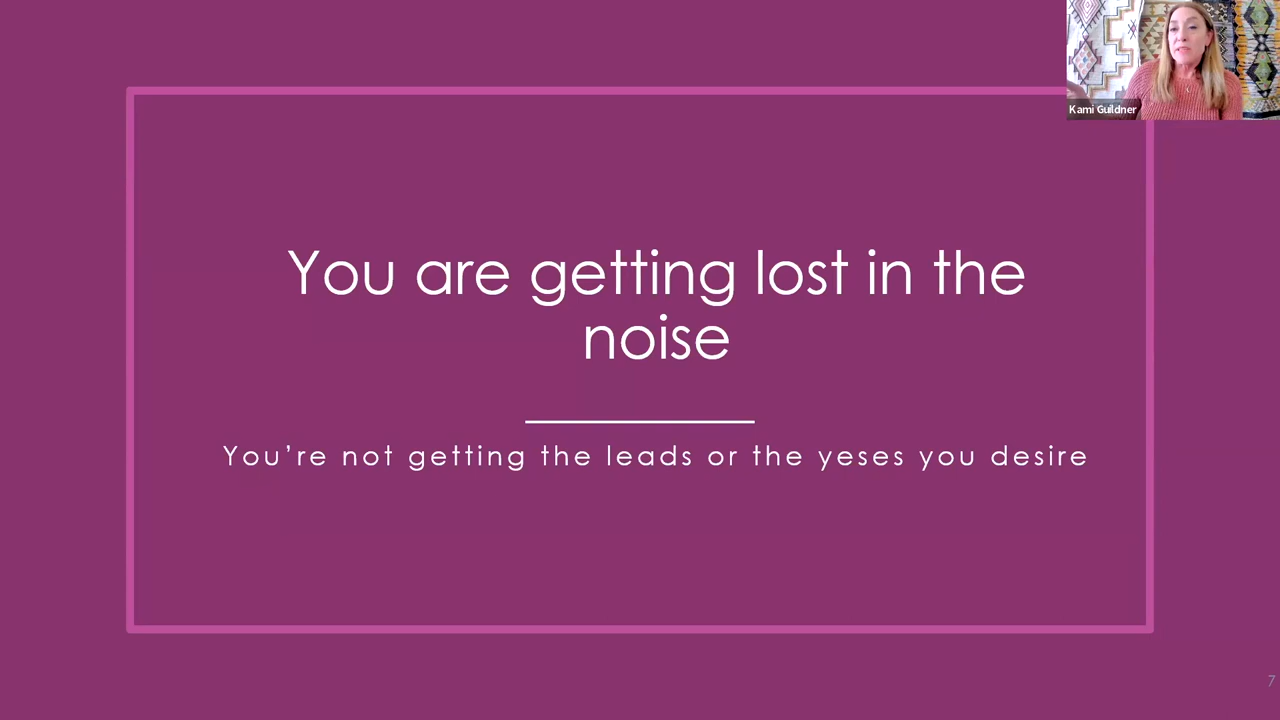 Kami Guildner
You are getting lost in the
noise
You’re not getting the leads or the yeses you desire
7